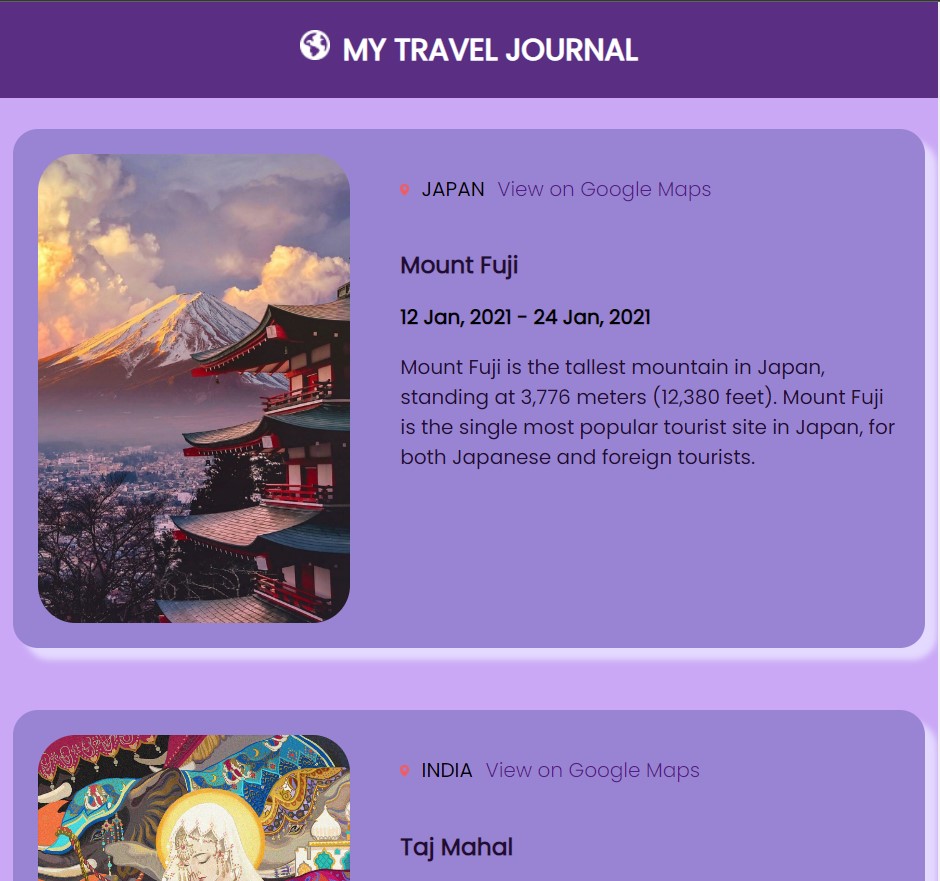 MY TRAVEL JOURNAL
JAPAN View on Google Maps
Mount Fuji
12 Jan, 2021 - 24 Jan, 2021
Mount Fuji is the tallest mountain in Japan,
standing at 3,776 meters (12,380 feet). Mount Fuji
is the single most popular tourist site in Japan, for
both Japanese and foreign tourists.
INDIA View on Google Maps
Taj Mahal